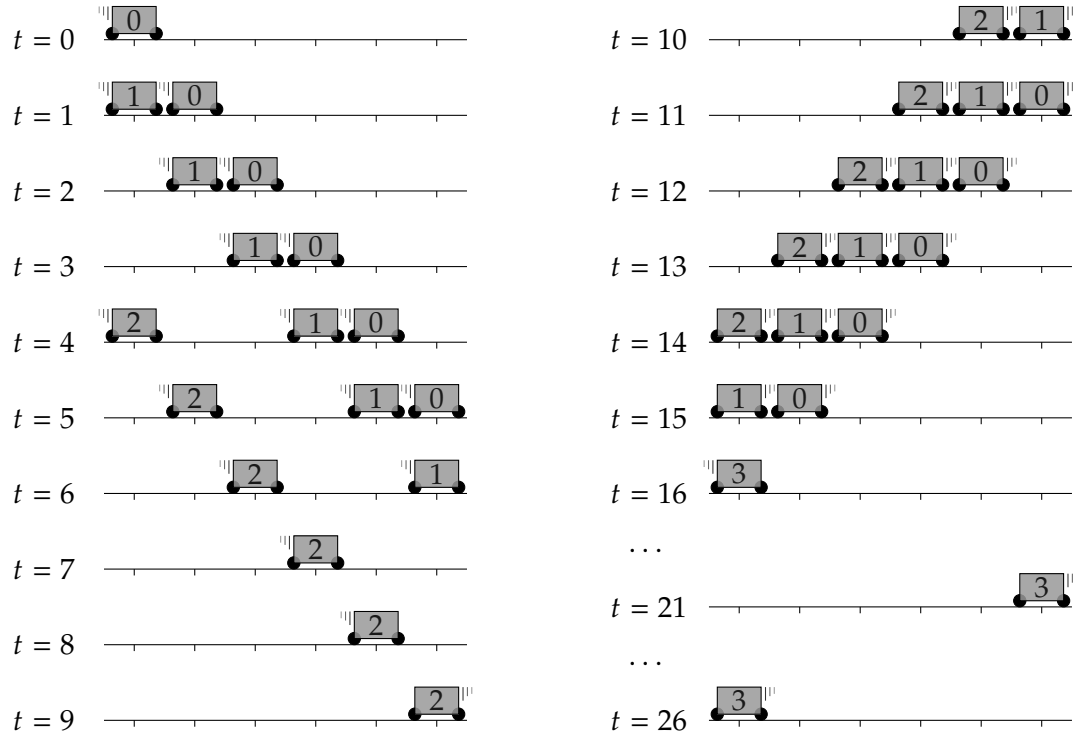 t = 0 0
t = 1 1 0
t = 2 1 0
t = 3 1 0
t = 4 2 1 0
t = 5 2 1 0
t = 6 2 1
t = 7 2
t = 8 2
t = 9 2
t = 10 2 1
t = 11 2 1 0
t = 12 2 1 0
t = 13 2 1 0
t = 14 2 1 0
t = 15 1 0
t = 16 3
...
t = 21 3
...
t = 26 3